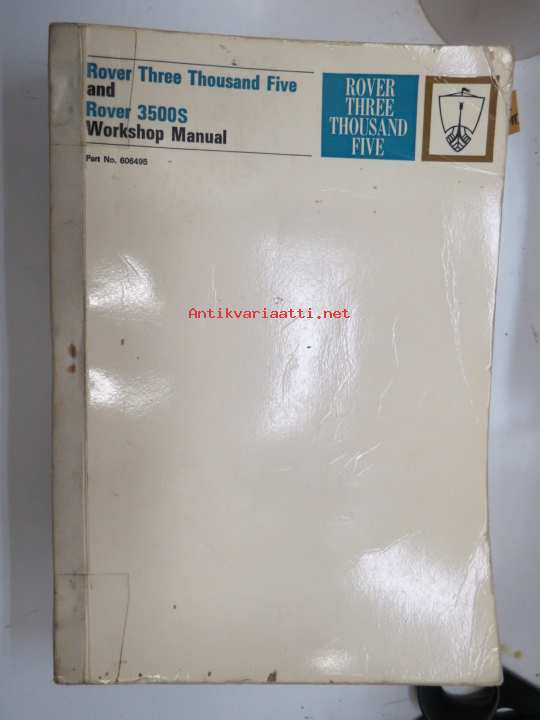 Rover Three Thousand Five
and
Rover 3500S
Workshop Manual
Part No. 606495
ROVER
THREE
THOUSAND
FIVE
Antikvariaatti.net